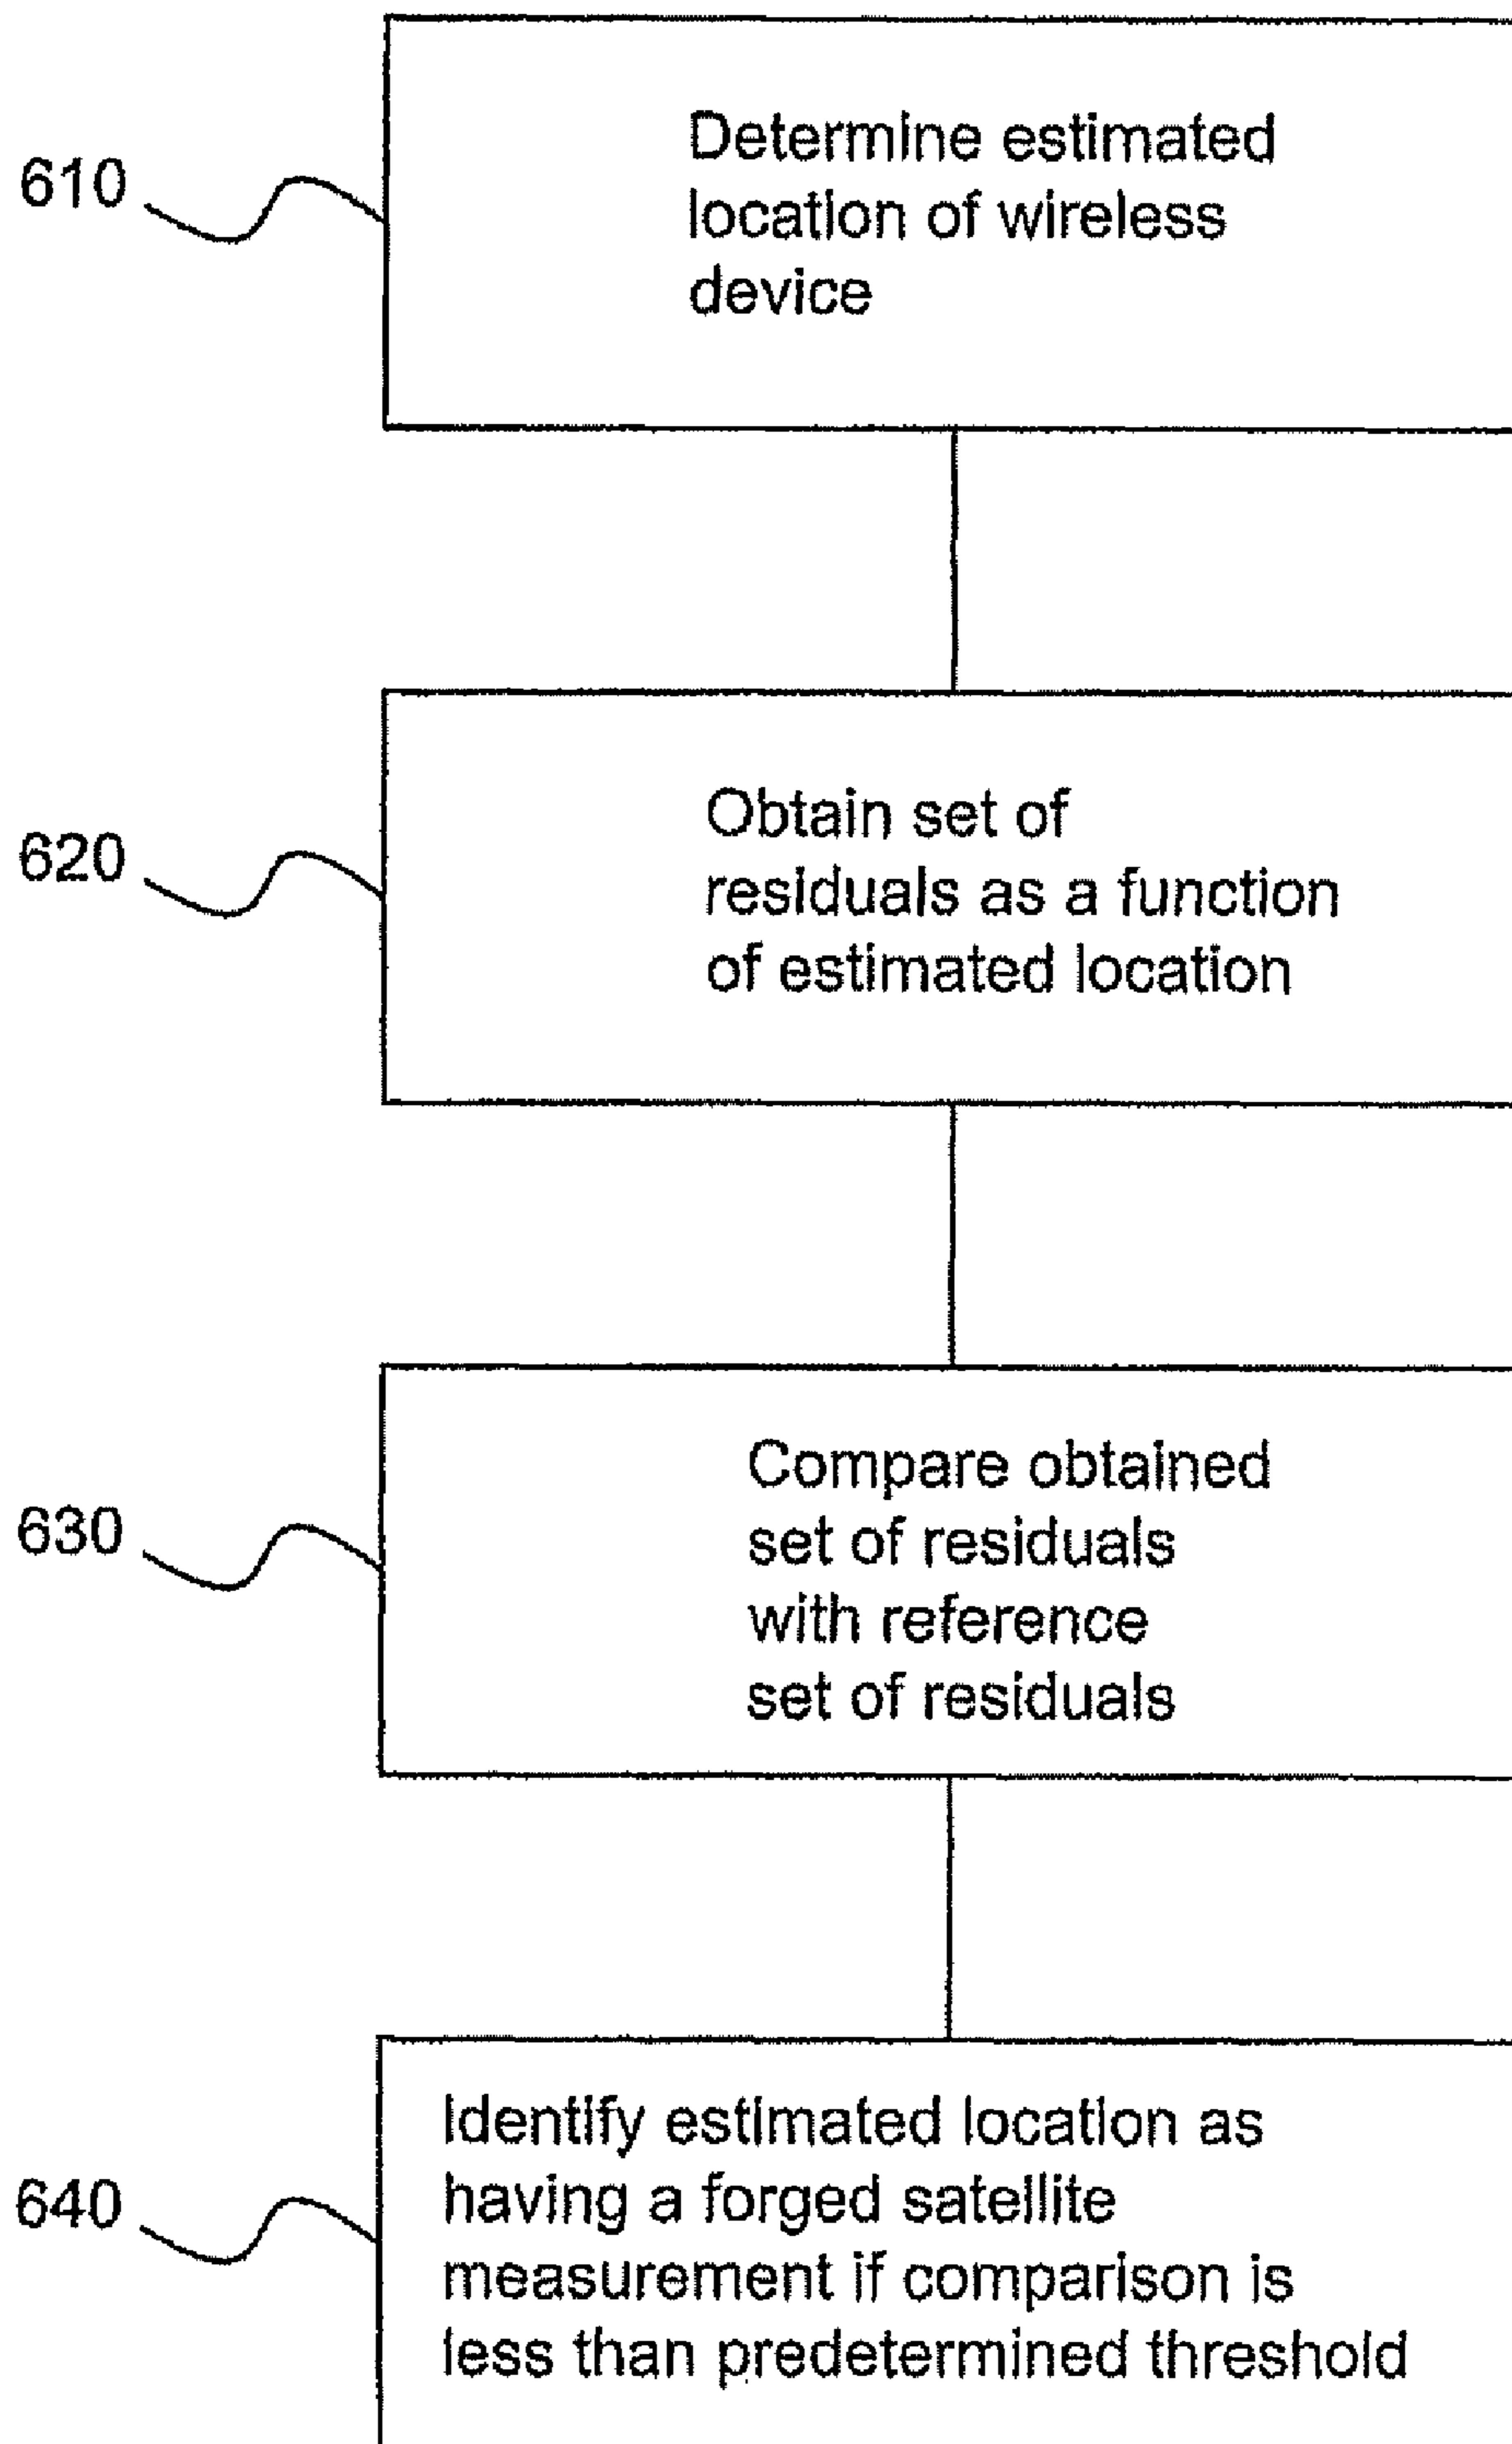 610
Determine estimated
location of wireless
device
620
Obtain set of
residuals as a function
of estimated location
630
Compare obtained
set of residuals
with reference
set of residuals
640
Identify estimated location as
having a forged satellite
measurement if comparison is
less than predetermined threshold